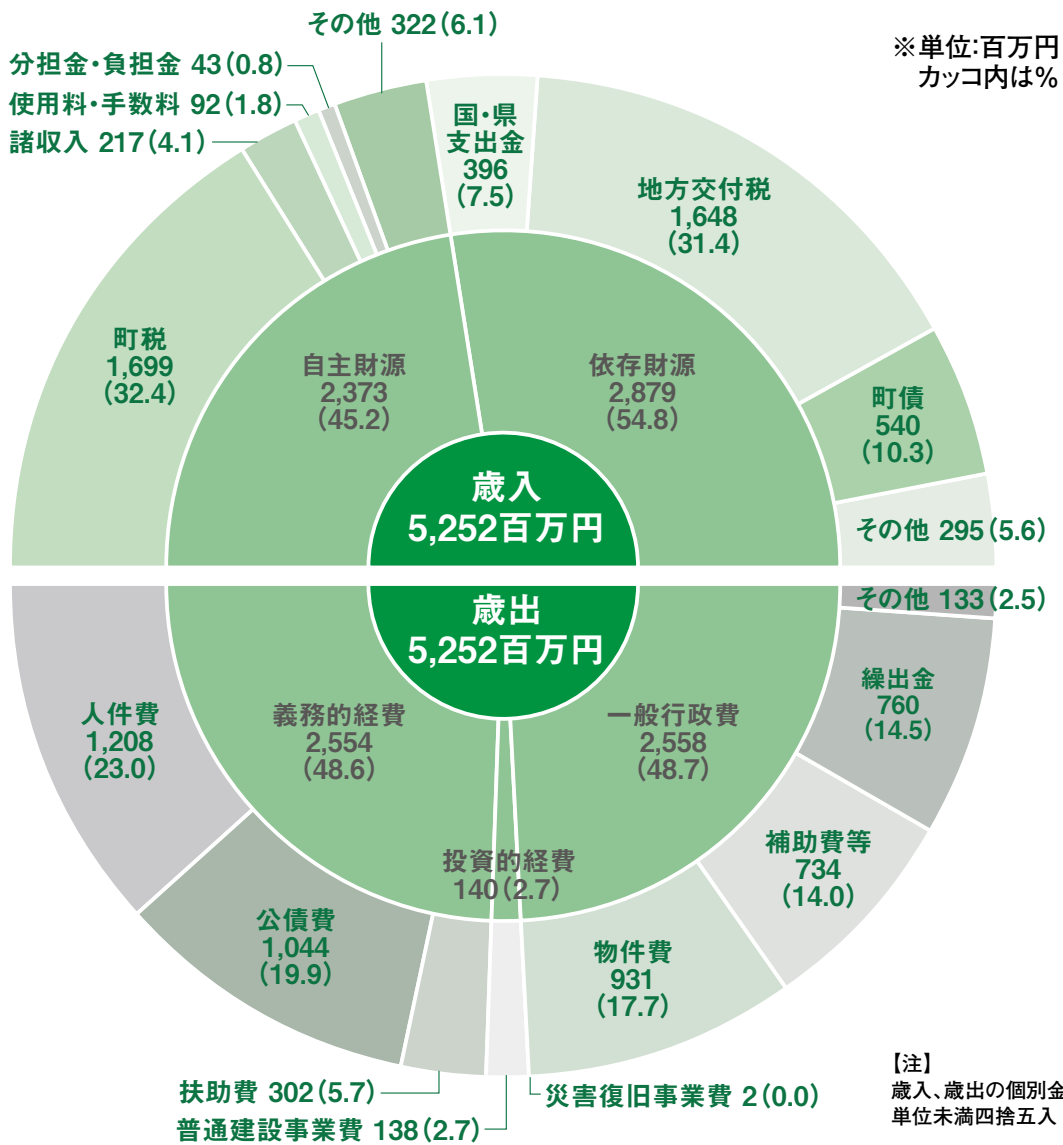 ※単位:百万円
カッコ内は%
その他 322(6.1)
分担金・負担金 43(0.8)
使用料・手数料 92(1.8)
諸収入 217(4.1)
国・県
支出金
396
(7.5)
地方交付税
1,648
(31.4)
町税
1,699
(32.4)
自主財源
2,373
(45.2)
依存財源
2,879
(54.8)
町債
540
(10.3)
その他 295(5.6)
歳入
5,252百万円
歳出
5,252百万円
その他 133(2.5)
繰出金
760
(14.5)
人件費
1,208
(23.0)
義務的経費
2,554
(48.6)
一般行政費
2,558
(48.7)
補助費等
734
(14.0)
投資的経費
140(2.7)
公債費
1,044
(19.9)
物件費
931
(17.7)
扶助費 302(5.7)
災害復旧事業費 2(0.0)
普通建設事業費 138(2.7)
【注】
歳入、歳出の個別金
単位未満四捨五入